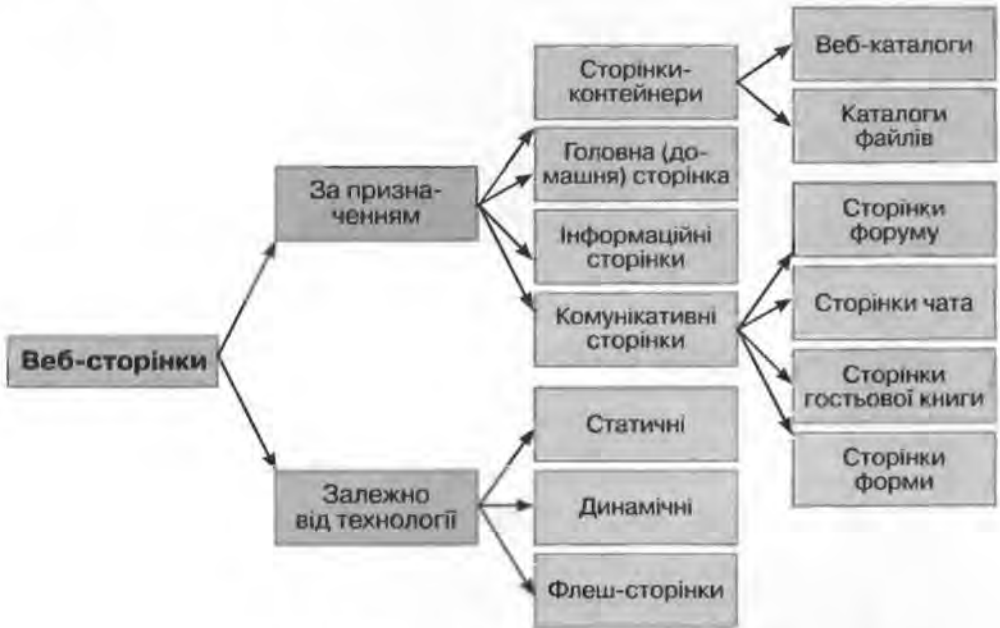 Веб-сторінки
За призна-
ченням
Сторінки-
контейнери
Веб-каталоги
Каталоги
файлів
Головна (до-
машня) сторінка
Інформаційні
сторінки
Комунікативні
сторінки
Сторінки
форуму
Сторінки чата
Сторінки
гостьової книги
Сторінки
форми
Залежно
від технології
Статичні
Динамічні
Флеш-сторінки